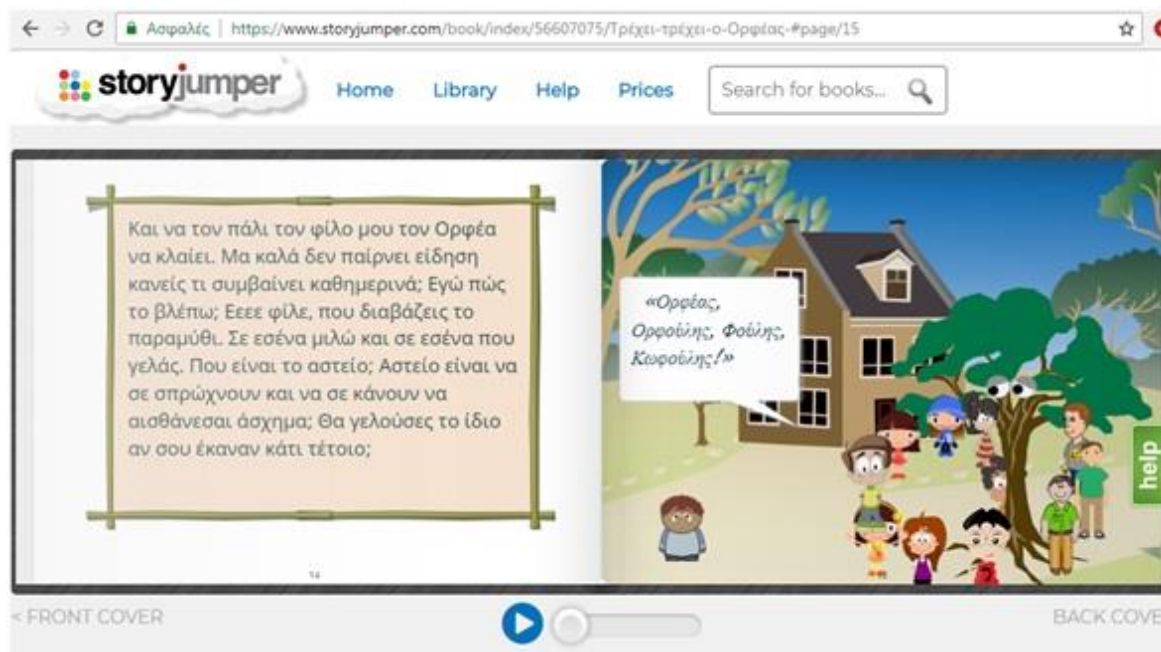 Ασφαλές | https://www.storyjumper.com/book/index/56607075/Τρέχει-τρέχει-ο-Ορφέας-#page/15
storyjumper Home Library Help Prices Search for books...
Και να τον πάλι τον φίλο μου τον Ορφέα
να κλαίει. Μα καλά δεν παίρνει είδηση
κανείς τι συμβαίνει καθημερινά; Εγώ πώς
το βλέπω; Εεεε φίλε, που διαβάζεις το
παραμύθι. Σε εσένα μιλώ και σε εσένα που
γελάς. Που είναι το αστείο; Αστείο είναι να
σε σπρώχνουν και να σε κάνουν να
αισθάνεσαι άσχημα; Θα γελούσες το ίδιο
αν σου έκαναν κάτι τέτοιο;
14
«Ορφέας,
Ορφούλης, Φούλης,
Κωφούλης!»
help
< FRONT COVER
BACK COVE